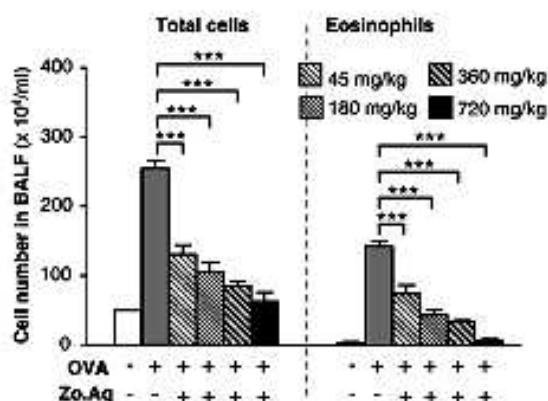 Total cells Eosinophils
*** ***
*** 45 mg/kg 360 mg/kg
*** 180 mg/kg 720 mg/kg
***
***
***
***
Cell number in BALF (x 10⁴/ml)
400
300
200
100
0
OVA - + + + + + - + + + + +
Zo.Aq - - + + + + - - + + + +